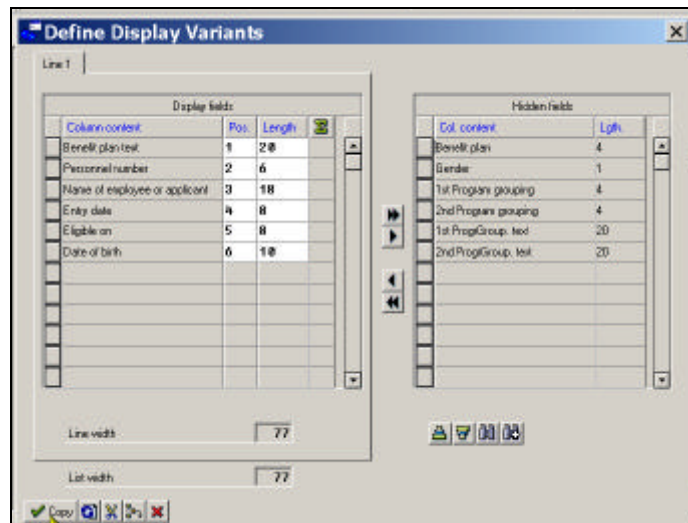 Define Display Variants
Line 1
Display fields
Column content Pos. Length
Benefit plan text 1 20
Personnel number 2 6
Name of employee or applicant 3 18
Entry date 4 8
Eligible on 5 8
Date of birth 6 10
Line width 77
List width 77
Hidden fields
Col. content Lgth.
Benefit plan 4
Gender 1
1st Program grouping 4
2nd Program grouping 4
1st ProgGroup. text 20
2nd ProgGroup. text 20
Copy